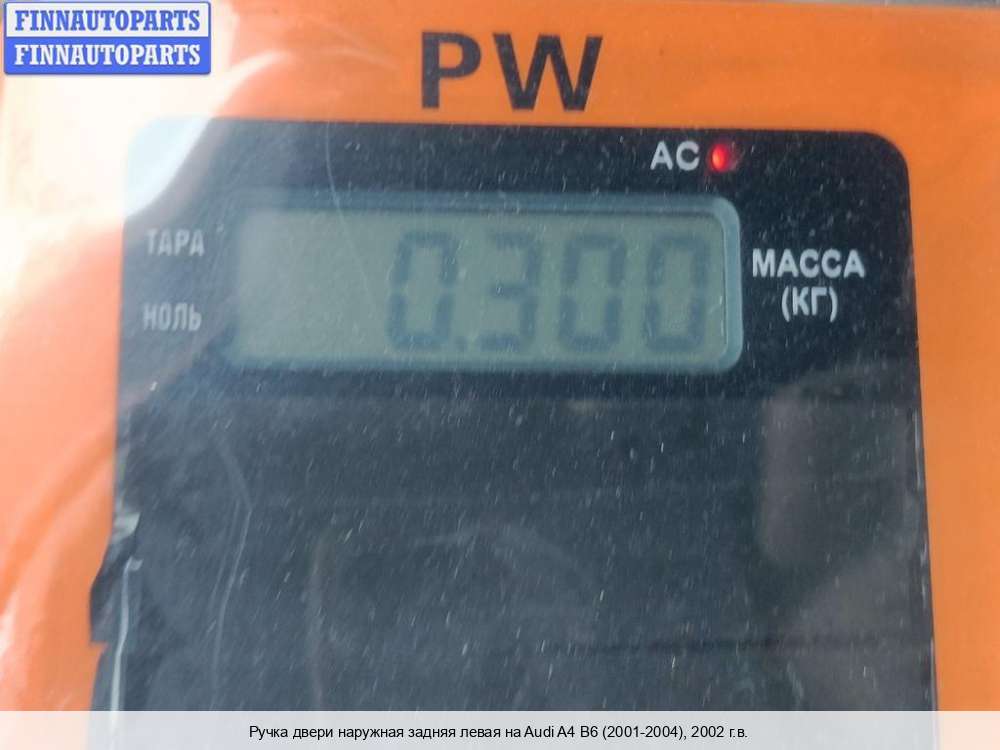 FINNAUTOPARTS
FINNAUTOPARTS
PW
AC
ТАРА
0.300
МАССА
(КГ)
НОЛЬ
Ручка двери наружная задняя левая на Audi A4 B6 (2001-2004), 2002 г.в.